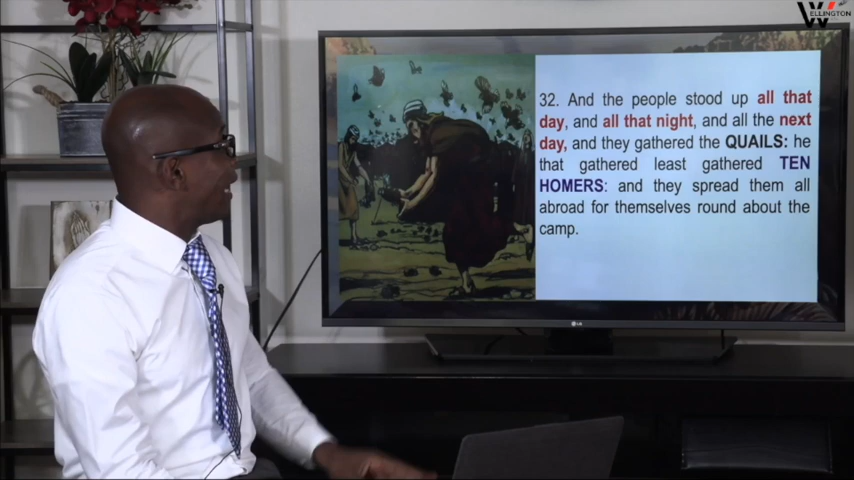 WELLINGTON
32. And the people stood up all that
day, and all that night, and all the next
day, and they gathered the QUAILS: he
that gathered least gathered TEN
HOMERS: and they spread them all
abroad for themselves round about the
camp.
LG